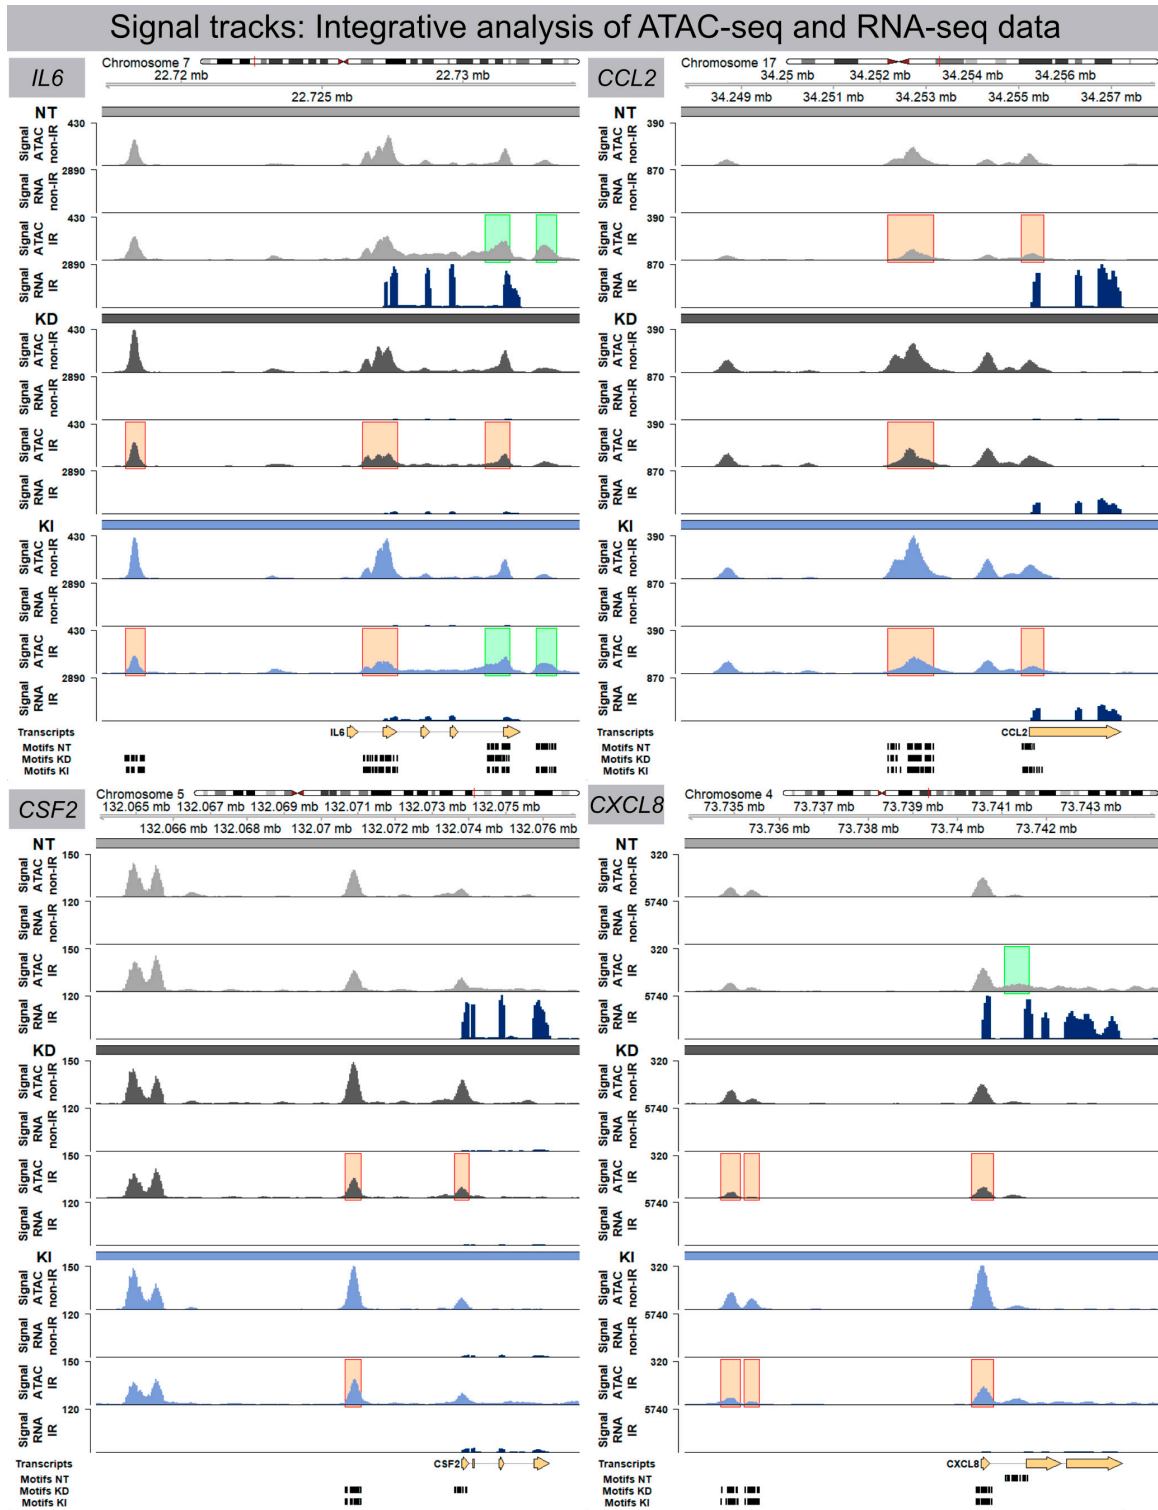 Signal tracks: Integrative analysis of ATAC-seq and RNA-seq data
IL6
Chromosome 7
22.72 mb 22.73 mb
22.725 mb
NT
430 Signal ATAC non-IR
2890 Signal RNA non-IR
430 Signal ATAC IR
2890 Signal RNA IR
KD
430 Signal ATAC non-IR
2890 Signal RNA non-IR
430 Signal ATAC IR
2890 Signal RNA IR
KI
430 Signal ATAC non-IR
2890 Signal RNA non-IR
430 Signal ATAC IR
2890 Signal RNA IR
Transcripts IL6
Motifs NT
Motifs KD
Motifs KI
CCL2
Chromosome 17
34.25 mb 34.252 mb 34.254 mb 34.256 mb
34.249 mb 34.251 mb 34.253 mb 34.255 mb 34.257 mb
NT
390 Signal ATAC non-IR
870 Signal RNA non-IR
390 Signal ATAC IR
870 Signal RNA IR
KD
390 Signal ATAC non-IR
870 Signal RNA non-IR
390 Signal ATAC IR
870 Signal RNA IR
KI
390 Signal ATAC non-IR
870 Signal RNA non-IR
390 Signal ATAC IR
870 Signal RNA IR
Transcripts CCL2
Motifs NT
Motifs KD
Motifs KI
CSF2
Chromosome 5
132.065 mb 132.067 mb 132.069 mb 132.071 mb 132.073 mb 132.075 mb
132.066 mb 132.068 mb 132.07 mb 132.072 mb 132.074 mb 132.076 mb
NT
150 Signal ATAC non-IR
120 Signal RNA non-IR
150 Signal ATAC IR
120 Signal RNA IR
KD
150 Signal ATAC non-IR
120 Signal RNA non-IR
150 Signal ATAC IR
120 Signal RNA IR
KI
150 Signal ATAC non-IR
120 Signal RNA non-IR
150 Signal ATAC IR
120 Signal RNA IR
Transcripts CSF2
Motifs NT
Motifs KD
Motifs KI
CXCL8
Chromosome 4
73.735 mb 73.737 mb 73.739 mb 73.741 mb 73.743 mb
73.736 mb 73.738 mb 73.74 mb 73.742 mb
NT
320 Signal ATAC non-IR
5740 Signal RNA non-IR
320 Signal ATAC IR
5740 Signal RNA IR
KD
320 Signal ATAC non-IR
5740 Signal RNA non-IR
320 Signal ATAC IR
5740 Signal RNA IR
KI
320 Signal ATAC non-IR
5740 Signal RNA non-IR
320 Signal ATAC IR
5740 Signal RNA IR
Transcripts CXCL8
Motifs NT
Motifs KD
Motifs KI